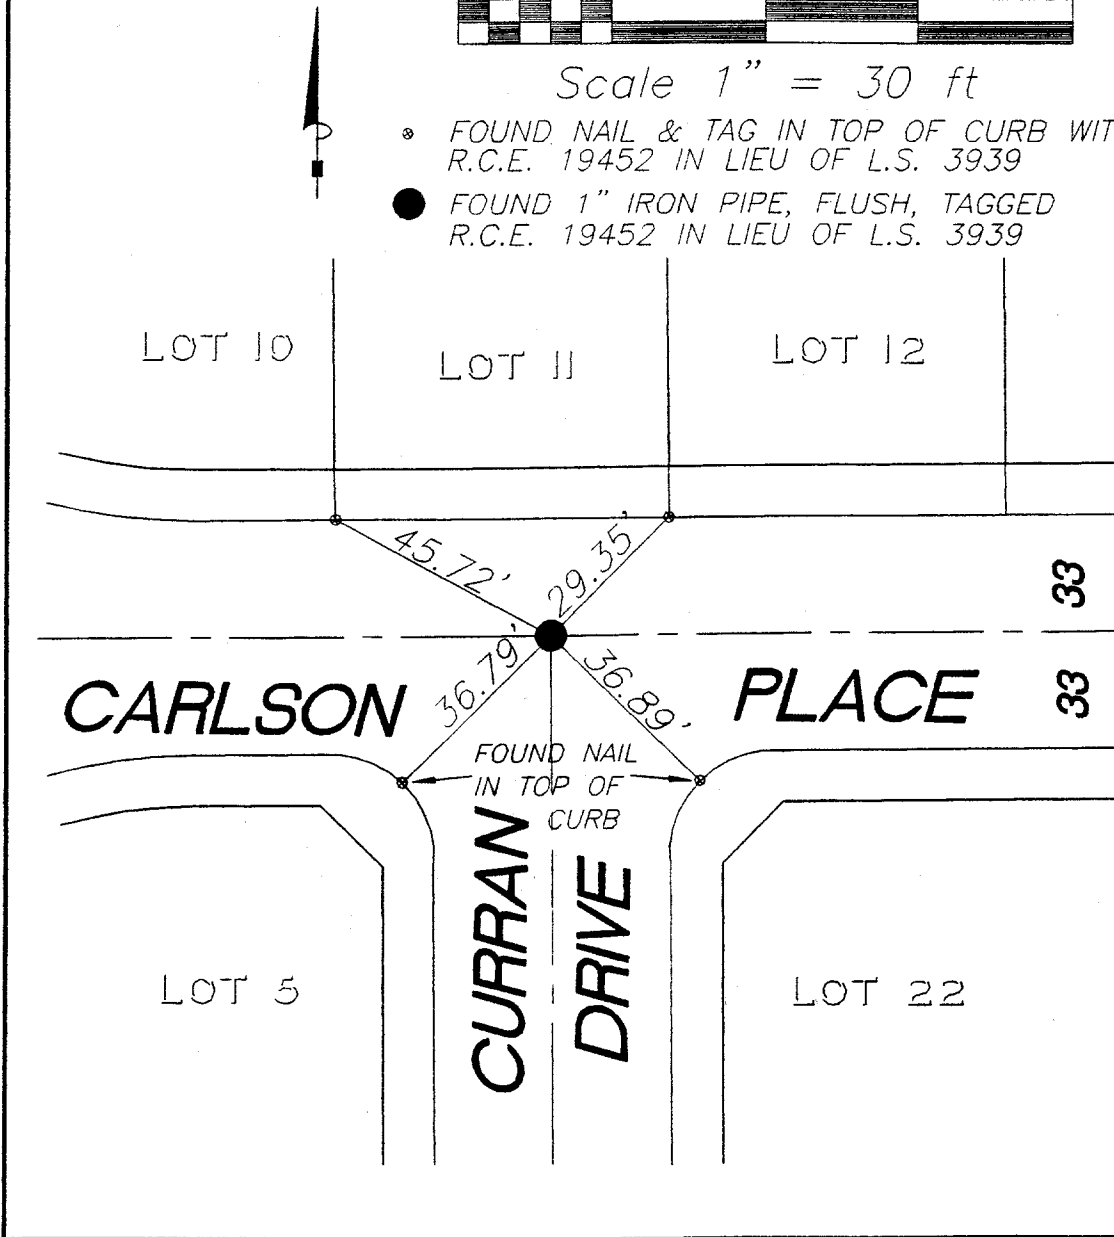 Scale 1" = 30 ft
FOUND NAIL & TAG IN TOP OF CURB WIT
R.C.E. 19452 IN LIEU OF L.S. 3939
FOUND 1" IRON PIPE, FLUSH, TAGGED
R.C.E. 19452 IN LIEU OF L.S. 3939
LOT 10
LOT 11
LOT 12
45.72'
29.35'
33
36.79'
36.89'
CARLSON PLACE
33
FOUND NAIL
IN TOP OF
CURB
CURRAN
DRIVE
LOT 5
LOT 22